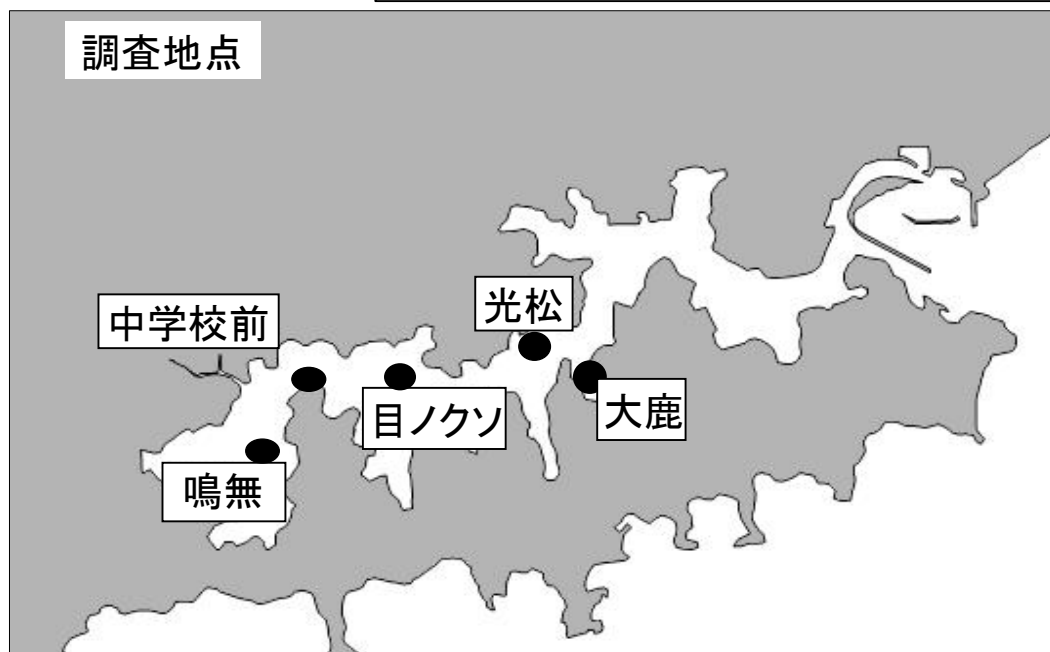 調査地点
光松
中学校前
目ノクソ
大鹿
鳴無